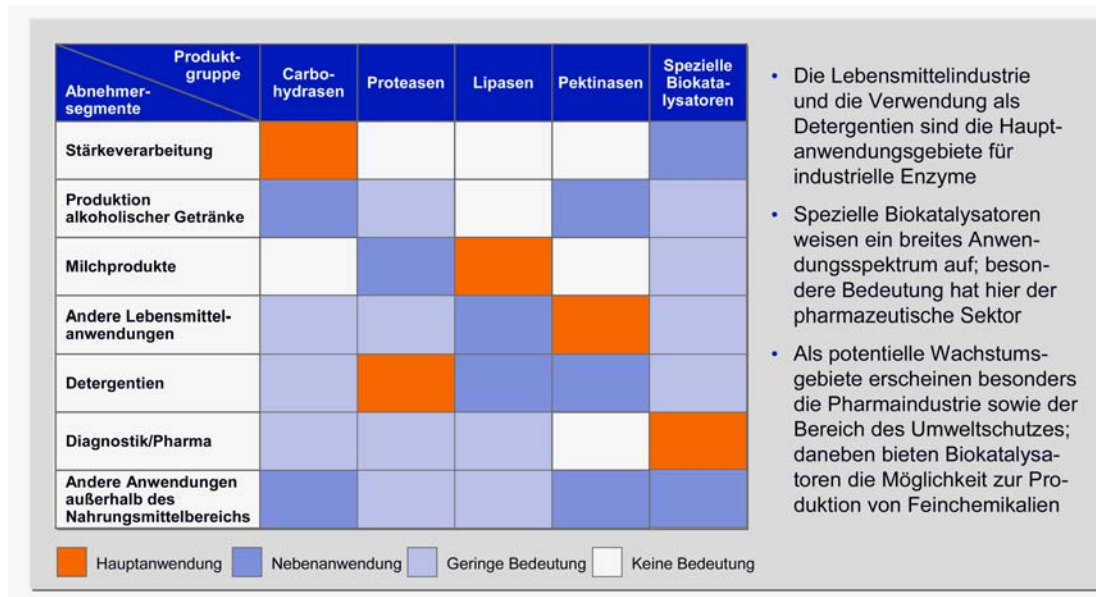 Produkt-
gruppe
Abnehmer-
segmente
Carbo-
hydrasen
Proteasen
Lipasen
Pektinasen
Spezielle
Biokata-
lysatoren
Stärkeverarbeitung
Produktion
alkoholischer Getränke
Milchprodukte
Andere Lebensmittel-
anwendungen
Detergentien
Diagnostik/Pharma
Andere Anwendungen
außerhalb des
Nahrungsmittelbereichs
Hauptanwendung
Nebenanwendung
Geringe Bedeutung
Keine Bedeutung
• Die Lebensmittelindustrie
und die Verwendung als
Detergentien sind die Haupt-
anwendungsgebiete für
industrielle Enzyme
• Spezielle Biokatalysatoren
weisen ein breites Anwen-
dungsspektrum auf; beson-
dere Bedeutung hat hier der
pharmazeutische Sektor
• Als potentielle Wachstums-
gebiete erscheinen besonders
die Pharmaindustrie sowie der
Bereich des Umweltschutzes;
daneben bieten Biokatalysa-
toren die Möglichkeit zur Pro-
duktion von Feinchemikalien